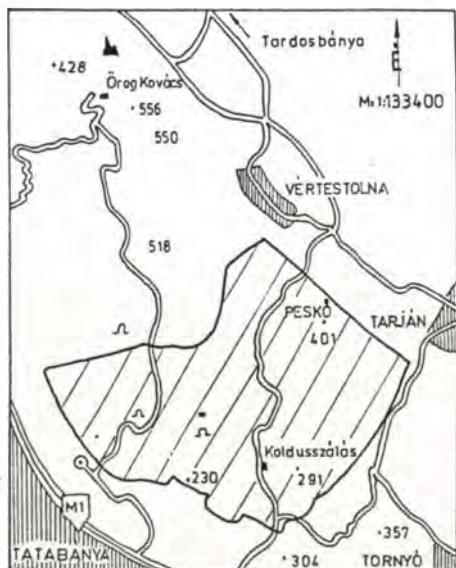 Tardosbánya
É
M=1:133400
428
Öreg Kovács
556
550
VÉRTESTOLNA
518
PESKŐ
401
TARJÁN
Koldusszálás
230
291
M1
357
TATABÁNYA
304
TORNYÓ